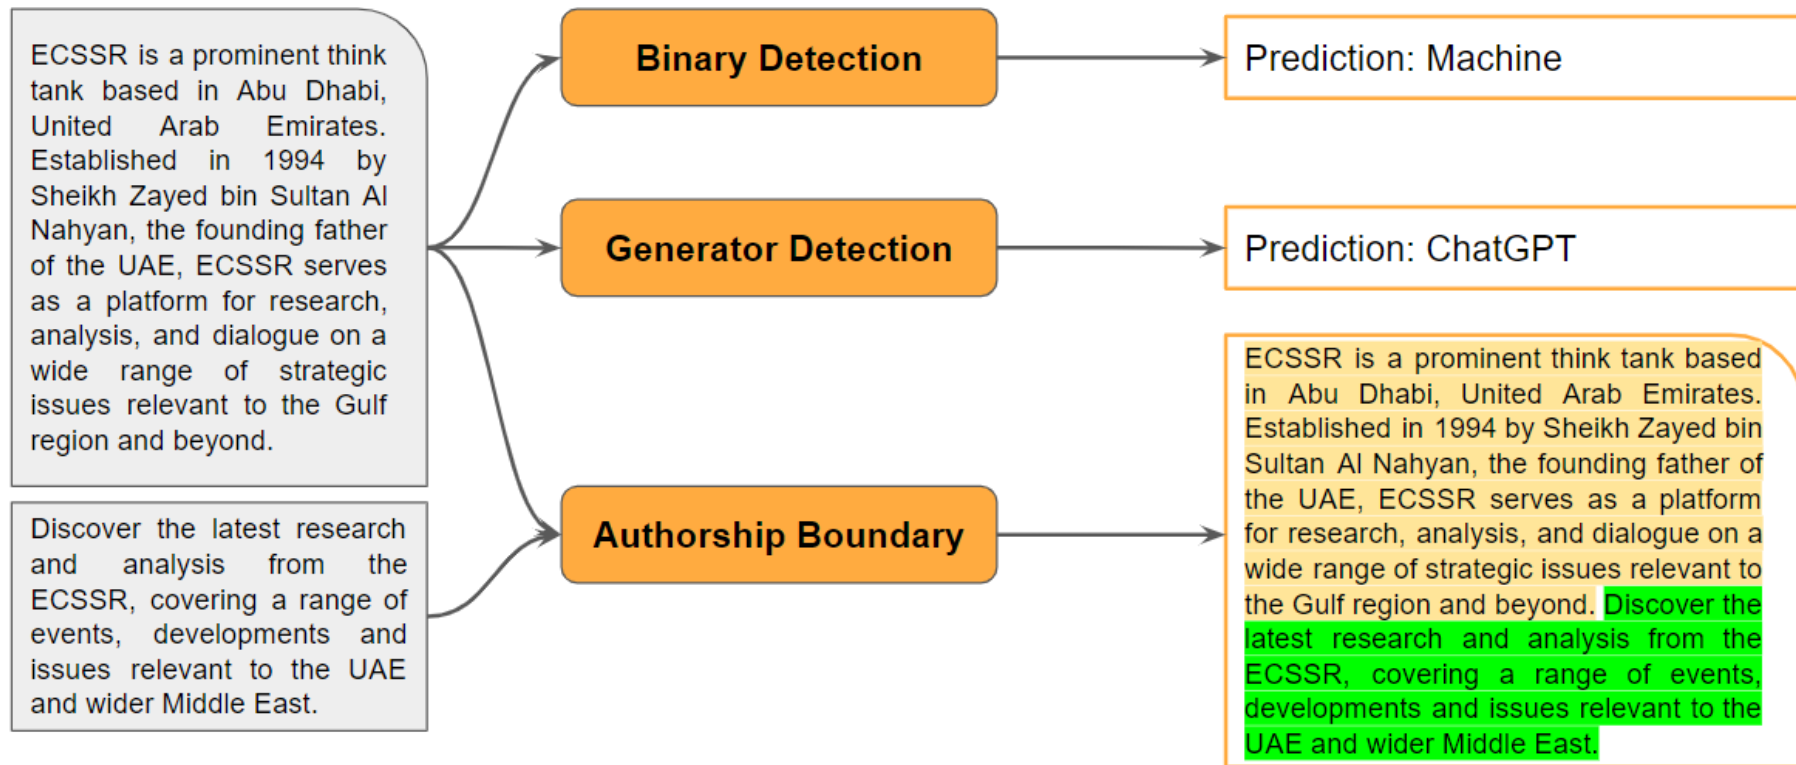 ECSSR is a prominent think
tank based in Abu Dhabi,
United Arab Emirates.
Established in 1994 by
Sheikh Zayed bin Sultan Al
Nahyan, the founding father
of the UAE, ECSSR serves
as a platform for research,
analysis, and dialogue on a
wide range of strategic
issues relevant to the Gulf
region and beyond.
Discover the latest research
and analysis from the
ECSSR, covering a range of
events, developments and
issues relevant to the UAE
and wider Middle East.
Binary Detection
Generator Detection
Authorship Boundary
Prediction: Machine
Prediction: ChatGPT
ECSSR is a prominent think tank based
in Abu Dhabi, United Arab Emirates.
Established in 1994 by Sheikh Zayed bin
Sultan Al Nahyan, the founding father of
the UAE, ECSSR serves as a platform
for research, analysis, and dialogue on a
wide range of strategic issues relevant to
the Gulf region and beyond. Discover the
latest research and analysis from the
ECSSR, covering a range of events,
developments and issues relevant to the
UAE and wider Middle East.